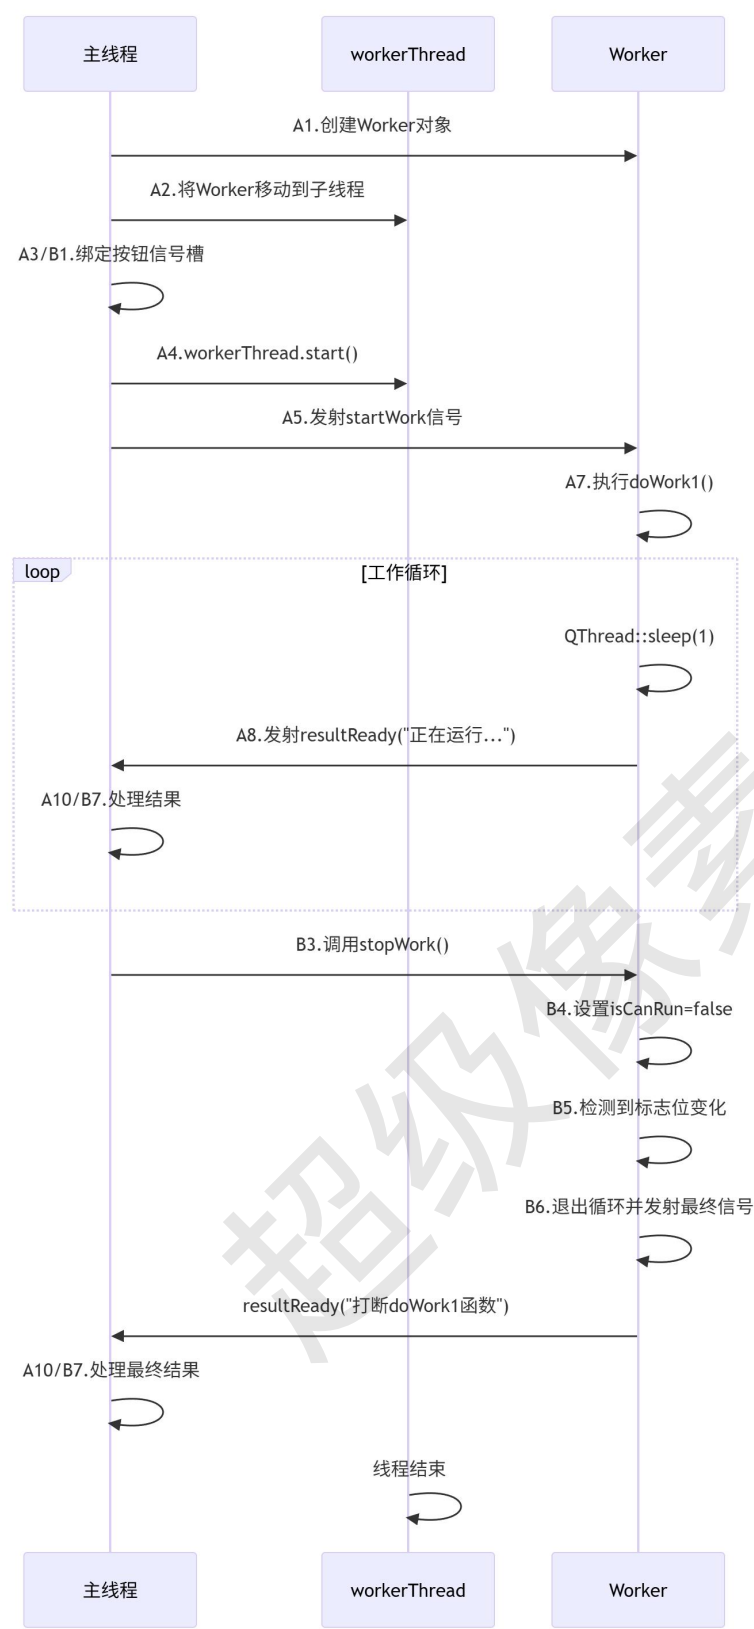 主线程
workerThread
Worker
A1.创建Worker对象
A2.将Worker移动到子线程
A3/B1.绑定按钮信号槽
A4.workerThread.start()
A5.发射startWork信号
A7.执行doWork1()
loop
[工作循环]
QThread::sleep(1)
A8.发射resultReady("正在运行...")
A10/B7.处理结果
B3.调用stopWork()
B4.设置isCanRun=false
B5.检测到标志位变化
B6.退出循环并发射最终信号
resultReady("打断doWork1函数")
A10/B7.处理最终结果
线程结束
主线程
workerThread
Worker
超级像素